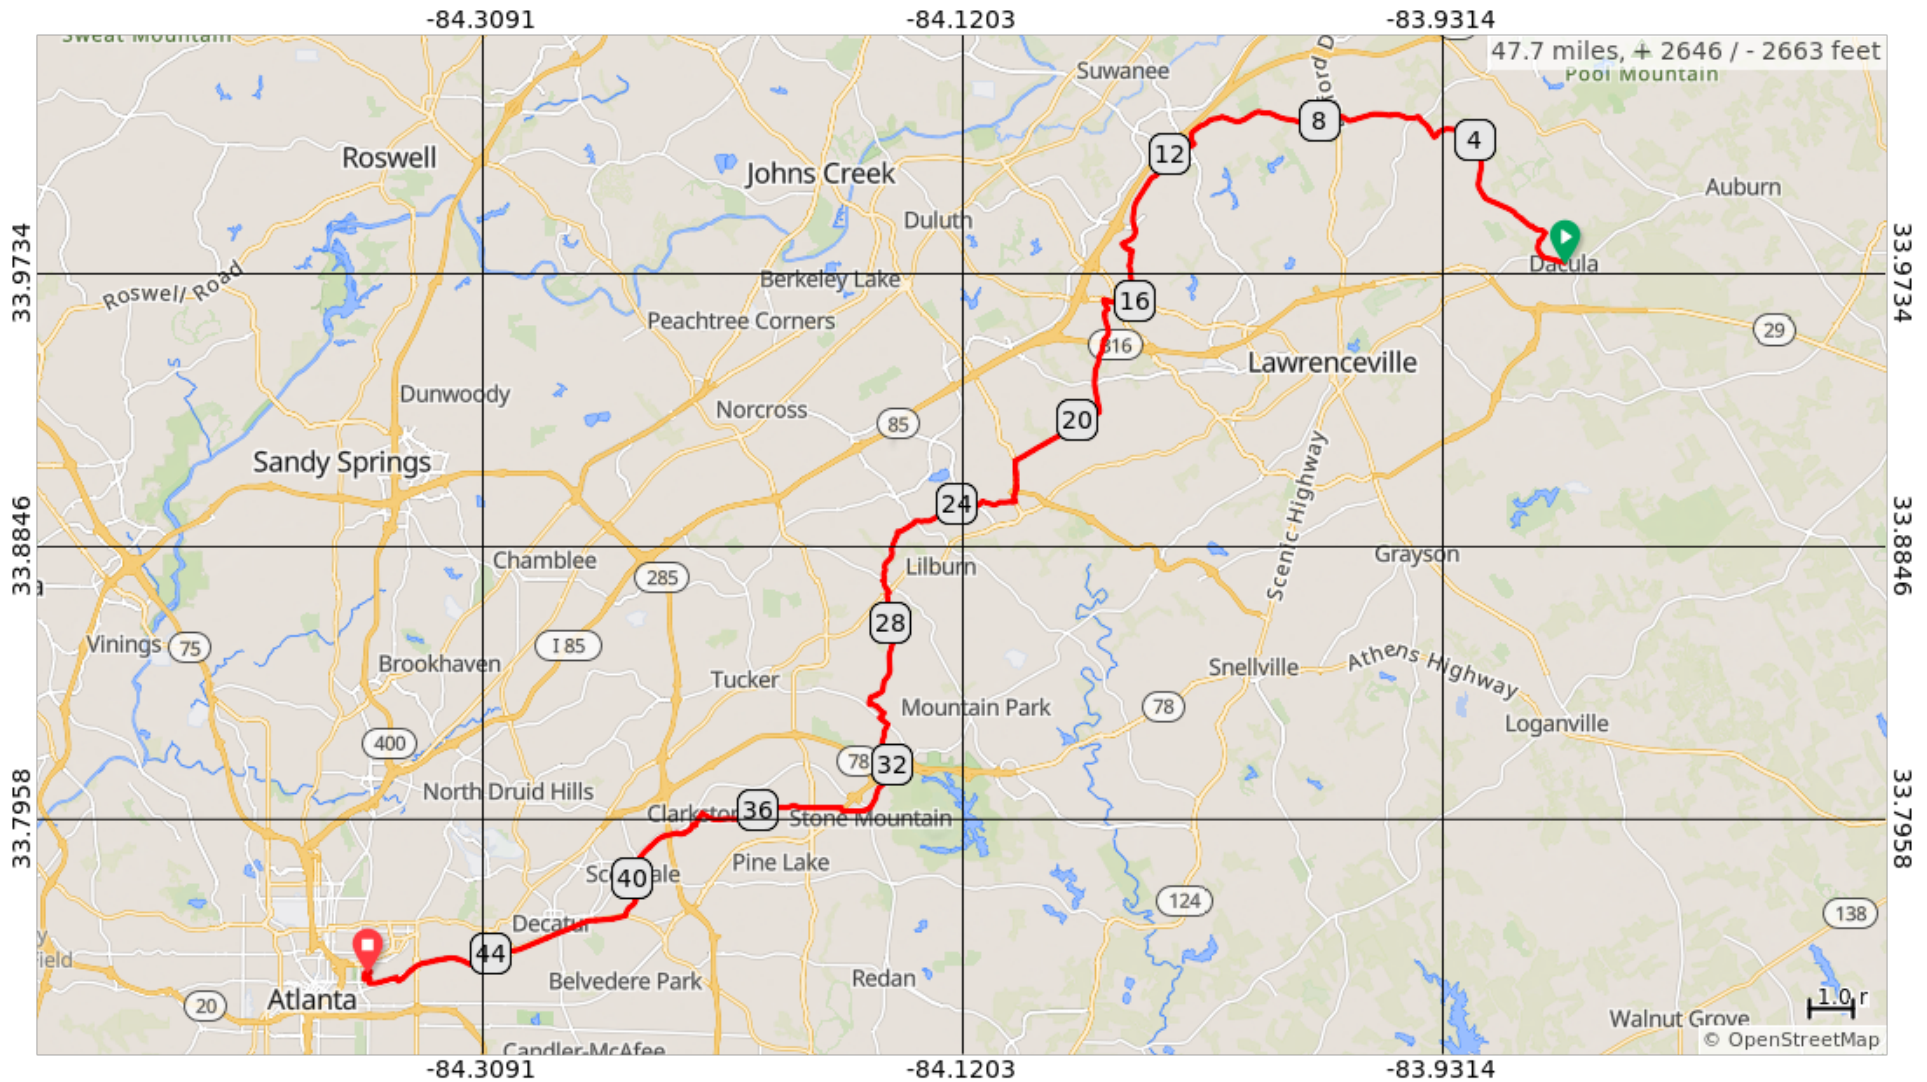 -84.3091
-84.1203
-83.9314
47.7 miles, + 2646 / - 2663 feet
Sweat Mountain
Suwanee
Pool Mountain
8
4
12
Roswell
Johns Creek
Auburn
Duluth
33.9734
33.9734
Dacula
Roswell Road
Berkeley Lake
16
Peachtree Corners
29
316
Lawrenceville
Dunwoody
Norcross
85
20
Sandy Springs
24
Scenic Highway
33.8846
33.8846
Chamblee
Lilburn
Grayson
285
28
Vinings
75
I 85
Brookhaven
Snellville
Athens Highway
Tucker
Mountain Park
78
Loganville
400
78
32
North Druid Hills
33.7958
33.7958
36
Stone Mountain
Pine Lake
40
124
138
Decatur
44
Belvedere Park
Redan
Atlanta
20
1.0
Walnut Grove
© OpenStreetMap
Candler-McAfee
-84.3091
-84.1203
-83.9314